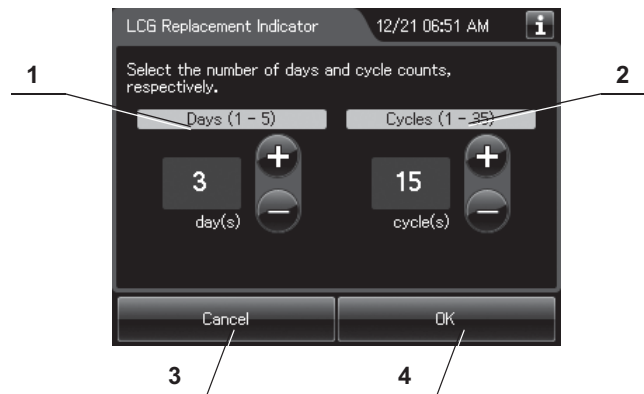 LCG Replacement Indicator 12/21 06:51 AM i
Select the number of days and cycle counts,
respectively.
1 2
Days (1 - 5) Cycles (1 - 35)
+ +
3 15
- -
day(s) cycle(s)
Cancel OK
3 4